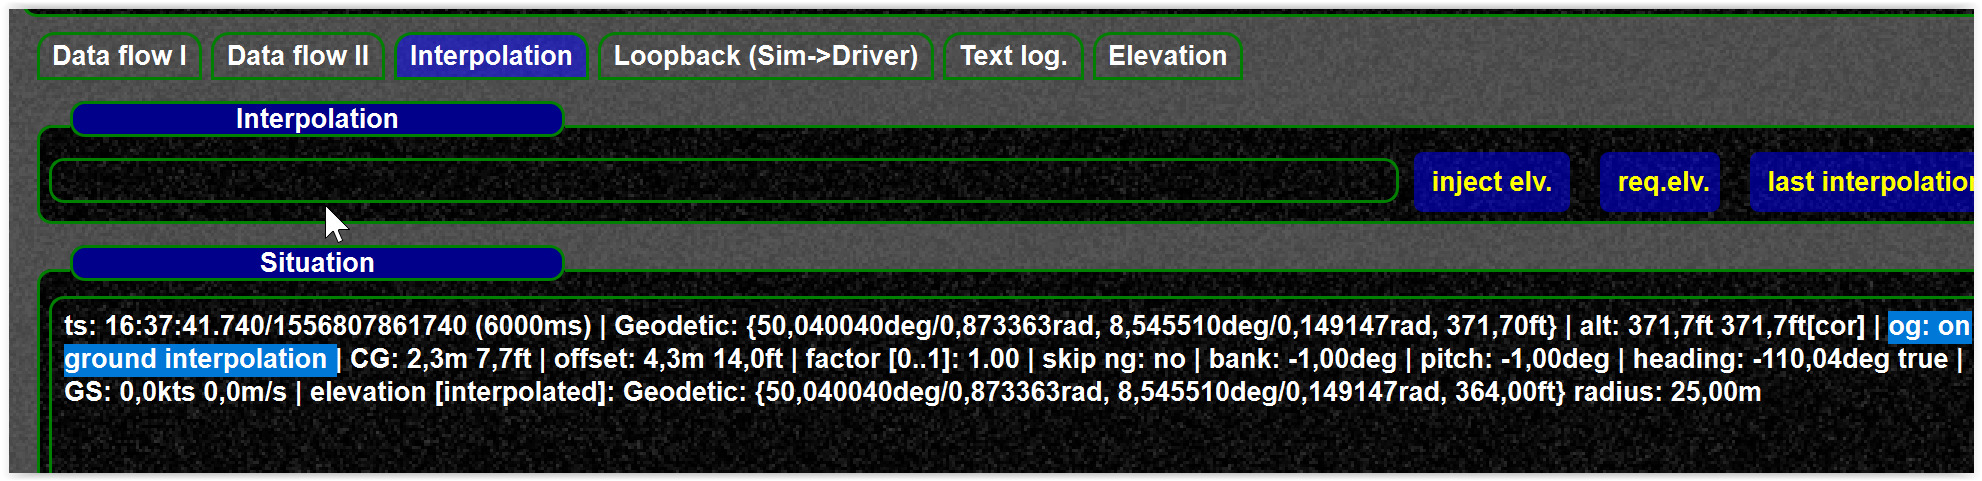 Data flow I Data flow II Interpolation Loopback (Sim->Driver) Text log. Elevation
Interpolation
inject elv. req.elv. last interpolation
Situation
ts: 16:37:41.740/1556807861740 (6000ms) | Geodetic: {50,040040deg/0,873363rad, 8,545510deg/0,149147rad, 371,70ft} | alt: 371,7ft 371,7ft[cor] | og: on
ground interpolation | CG: 2,3m 7,7ft | offset: 4,3m 14,0ft | factor [0..1]: 1.00 | skip ng: no | bank: -1,00deg | pitch: -1,00deg | heading: -110,04deg true |
GS: 0,0kts 0,0m/s | elevation [interpolated]: Geodetic: {50,040040deg/0,873363rad, 8,545510deg/0,149147rad, 364,00ft} radius: 25,00m